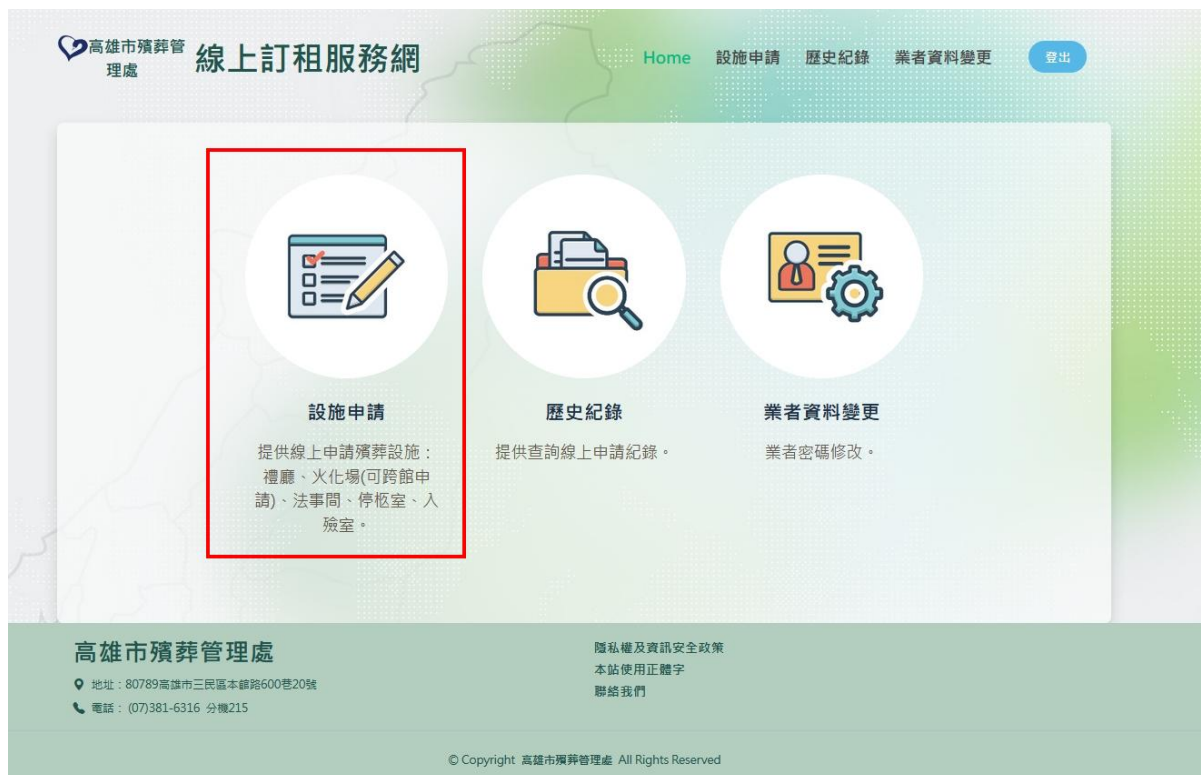 高雄市殯葬管
理處
線上訂租服務網
Home 設施申請 歷史紀錄 業者資料變更 登出
設施申請
提供線上申請殯葬設施：
禮廳、火化場(可跨館申
請)、法事間、停柩室、入
殮室。
歷史紀錄
提供查詢線上申請紀錄。
業者資料變更
業者密碼修改。
高雄市殯葬管理處
地址：80789高雄市三民區本館路600巷20號
電話： (07)381-6316 分機215
隱私權及資訊安全政策
本站使用正體字
聯絡我們
© Copyright 高雄市殯葬管理處 All Rights Reserved